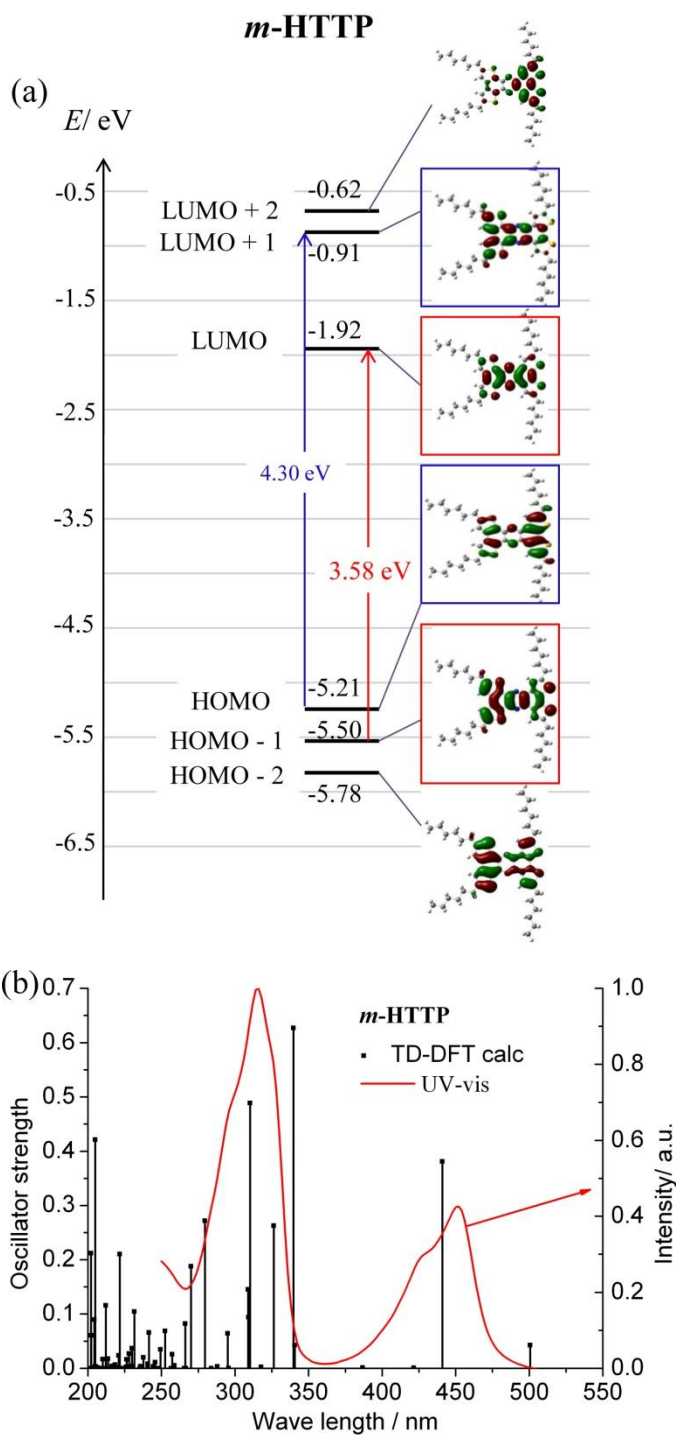 m-HTTP
(a)
E/ eV
-0.5
-1.5
-2.5
-3.5
-4.5
-5.5
-6.5
LUMO + 2
-0.62
LUMO + 1
-0.91
LUMO
-1.92
4.30 eV
3.58 eV
HOMO
-5.21
HOMO - 1
-5.50
HOMO - 2
-5.78
(b)
m-HTTP
TD-DFT calc
UV-vis
Oscillator strength
0.7
0.6
0.5
0.4
0.3
0.2
0.1
0.0
Intensity/ a.u.
1.0
0.8
0.6
0.4
0.2
0.0
200 250 300 350 400 450 500 550
Wave length / nm